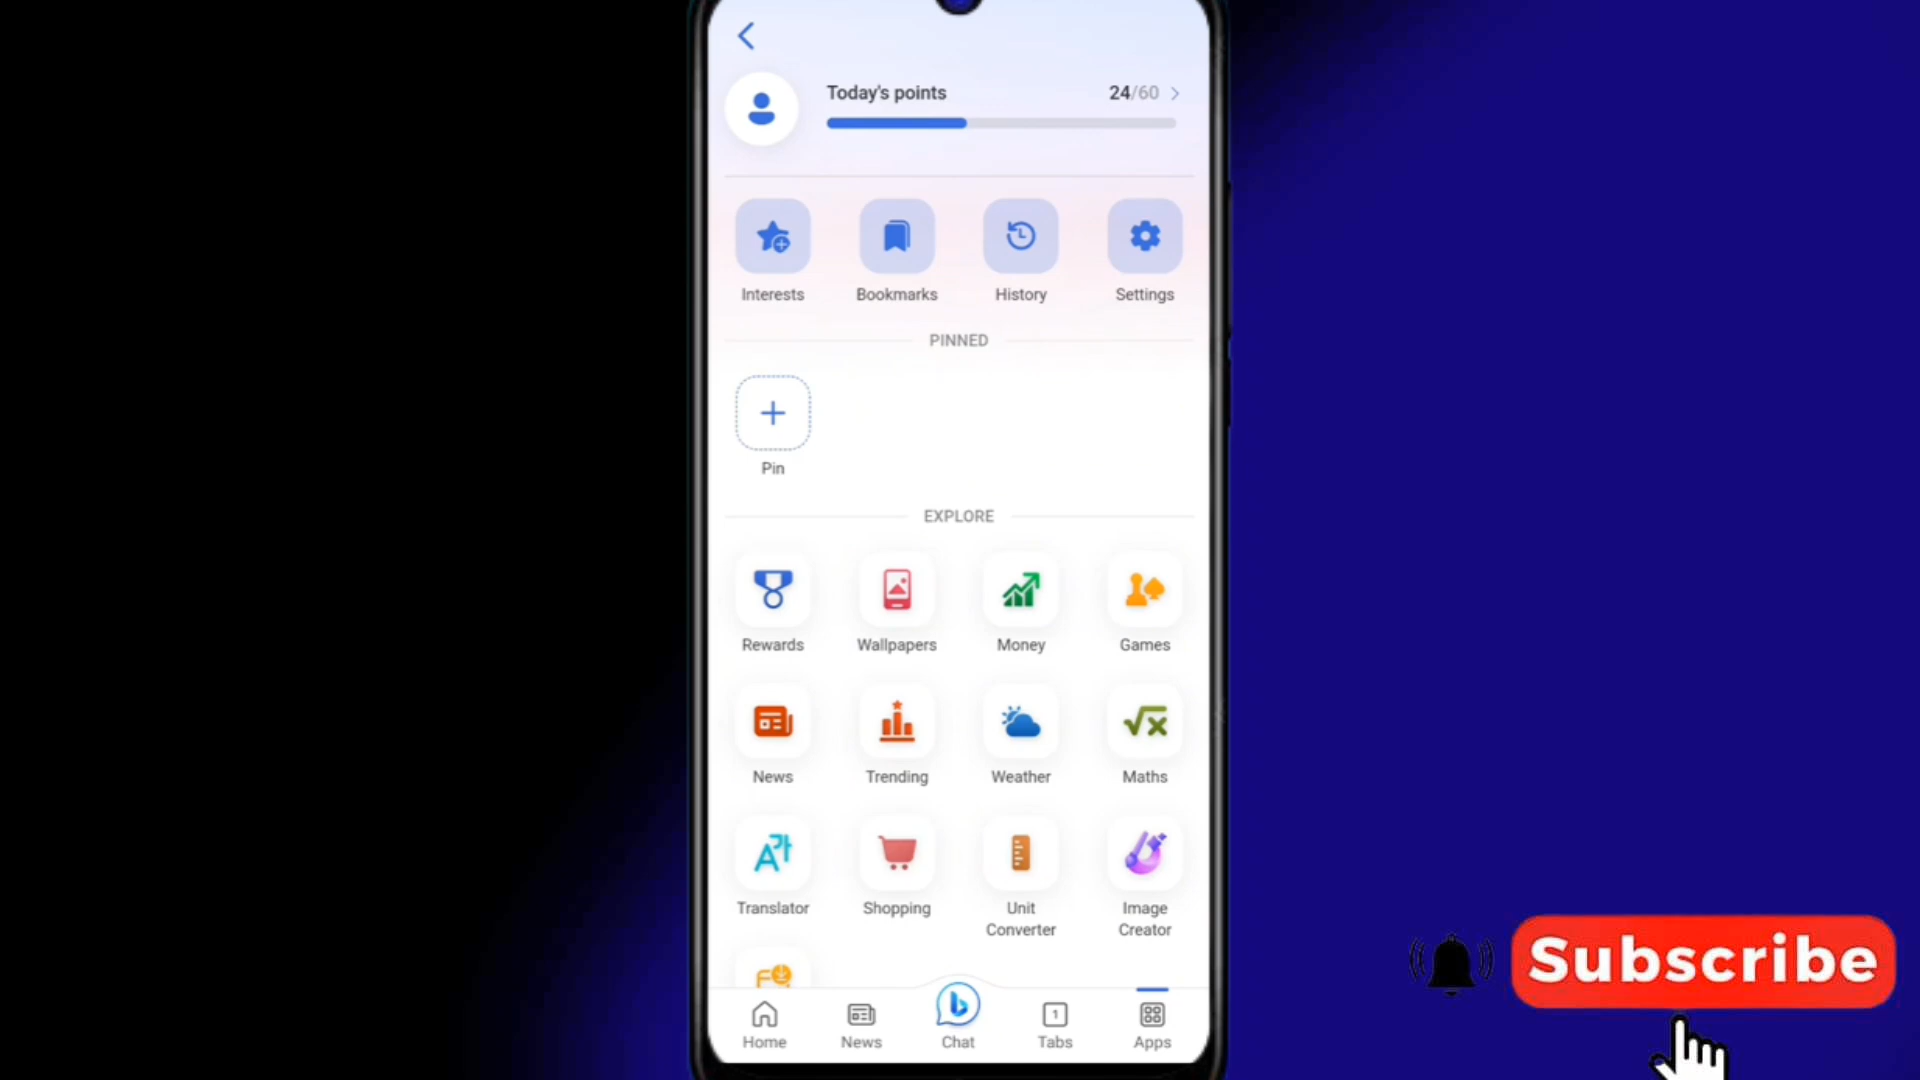 Today's points 24/60
Interests Bookmarks History Settings
PINNED
Pin
EXPLORE
Rewards Wallpapers Money Games
News Trending Weather Maths
Translator Shopping Unit Converter Image Creator
Home News Chat 1 Tabs Apps
Subscribe